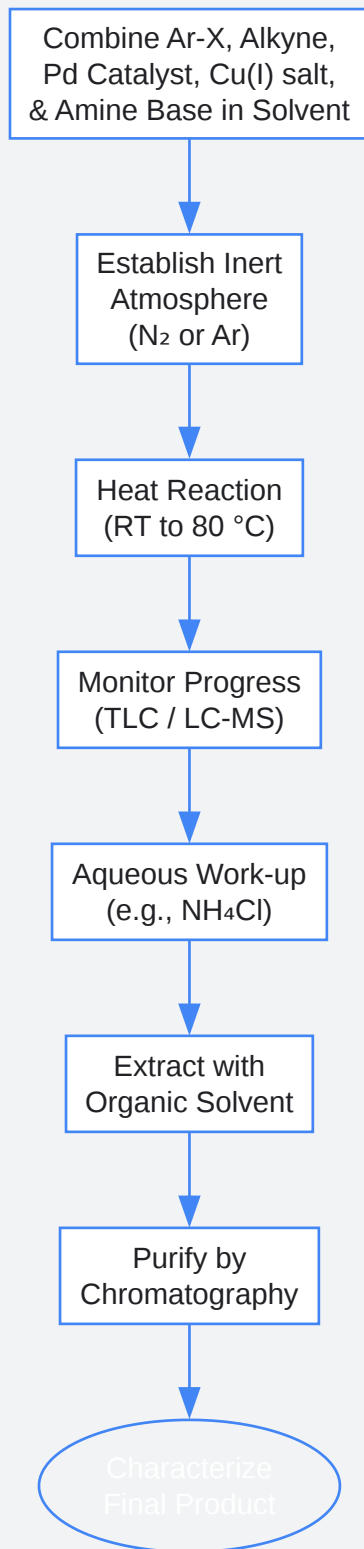 Combine Ar-X, Alkyne,
Pd Catalyst, Cu(I) salt,
& Amine Base in Solvent
Establish Inert
Atmosphere
(N₂ or Ar)
Heat Reaction
(RT to 80 °C)
Monitor Progress
(TLC / LC-MS)
Aqueous Work-up
(e.g., NH₄Cl)
Extract with
Organic Solvent
Purify by
Chromatography
Characterize
Final Product